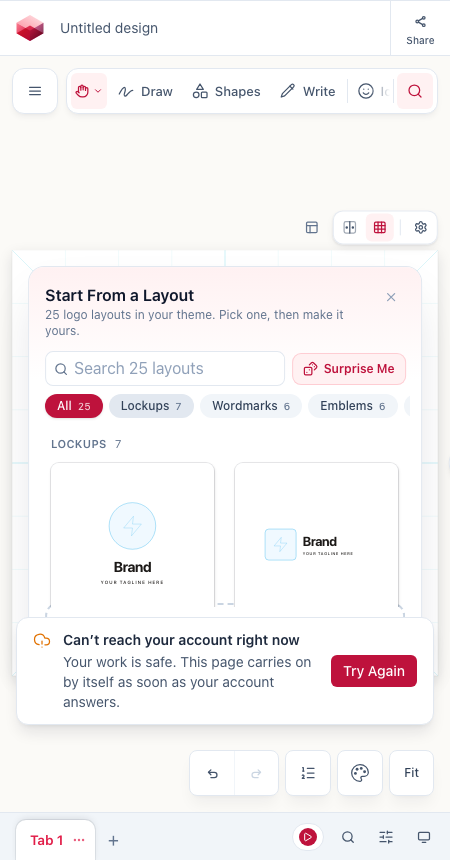 Untitled design
Share
Draw
Shapes
Write
Start From a Layout
25 logo layouts in your theme. Pick one, then make it
yours.
Search 25 layouts
Surprise Me
All 25
Lockups 7
Wordmarks 6
Emblems 6
LOCKUPS 7
Brand
YOUR TAGLINE HERE
Brand
YOUR TAGLINE HERE
Can’t reach your account right now
Your work is safe. This page carries on
by itself as soon as your account
answers.
Try Again
Fit
Tab 1